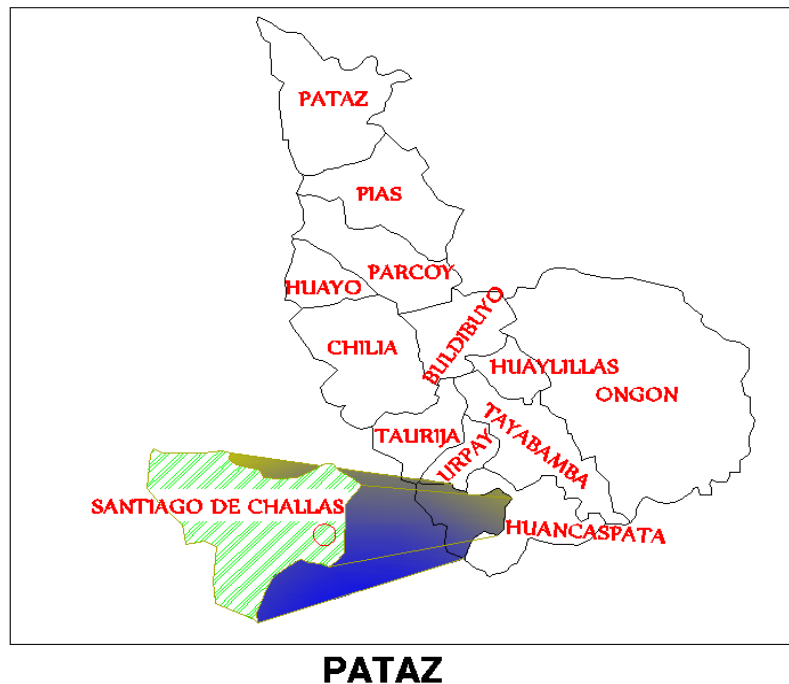 PATAZ
PIAS
PARCOY
HUAYO
BULDIBUYO
CHILIA
HUAYLILLAS
ONGON
TAYABAMBA
TAURIJA
URPAY
SANTIAGO DE CHALLAS
HUANCASPATA
PATAZ